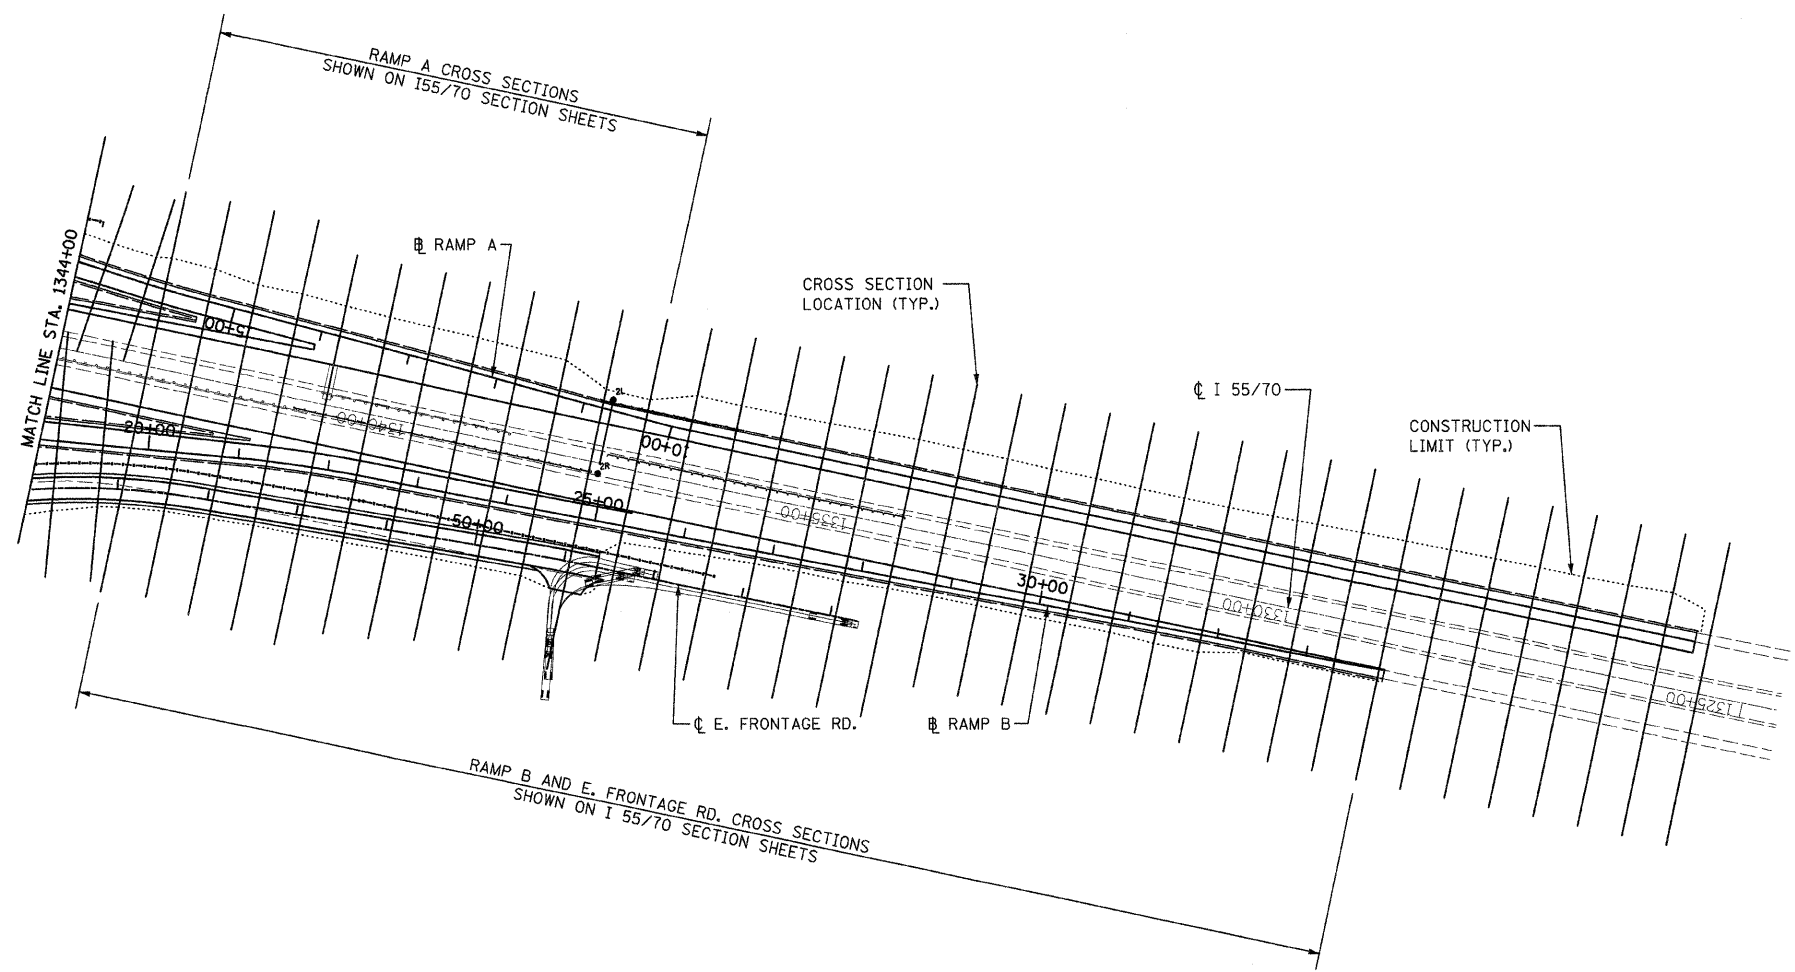 RAMP A CROSS SECTIONS
SHOWN ON I55/70 SECTION SHEETS
MATCH LINE STA. 1344+00
℔ RAMP A
CROSS SECTION
LOCATION (TYP.)
℄ I 55/70
CONSTRUCTION
LIMIT (TYP.)
5+00
2L
1340+00
20+00
2R
25+00
1335+00
50+00
30+00
1330+00
1325+00
℄ E. FRONTAGE RD.
RAMP B
RAMP B AND E. FRONTAGE RD. CROSS SECTIONS
SHOWN ON I 55/70 SECTION SHEETS